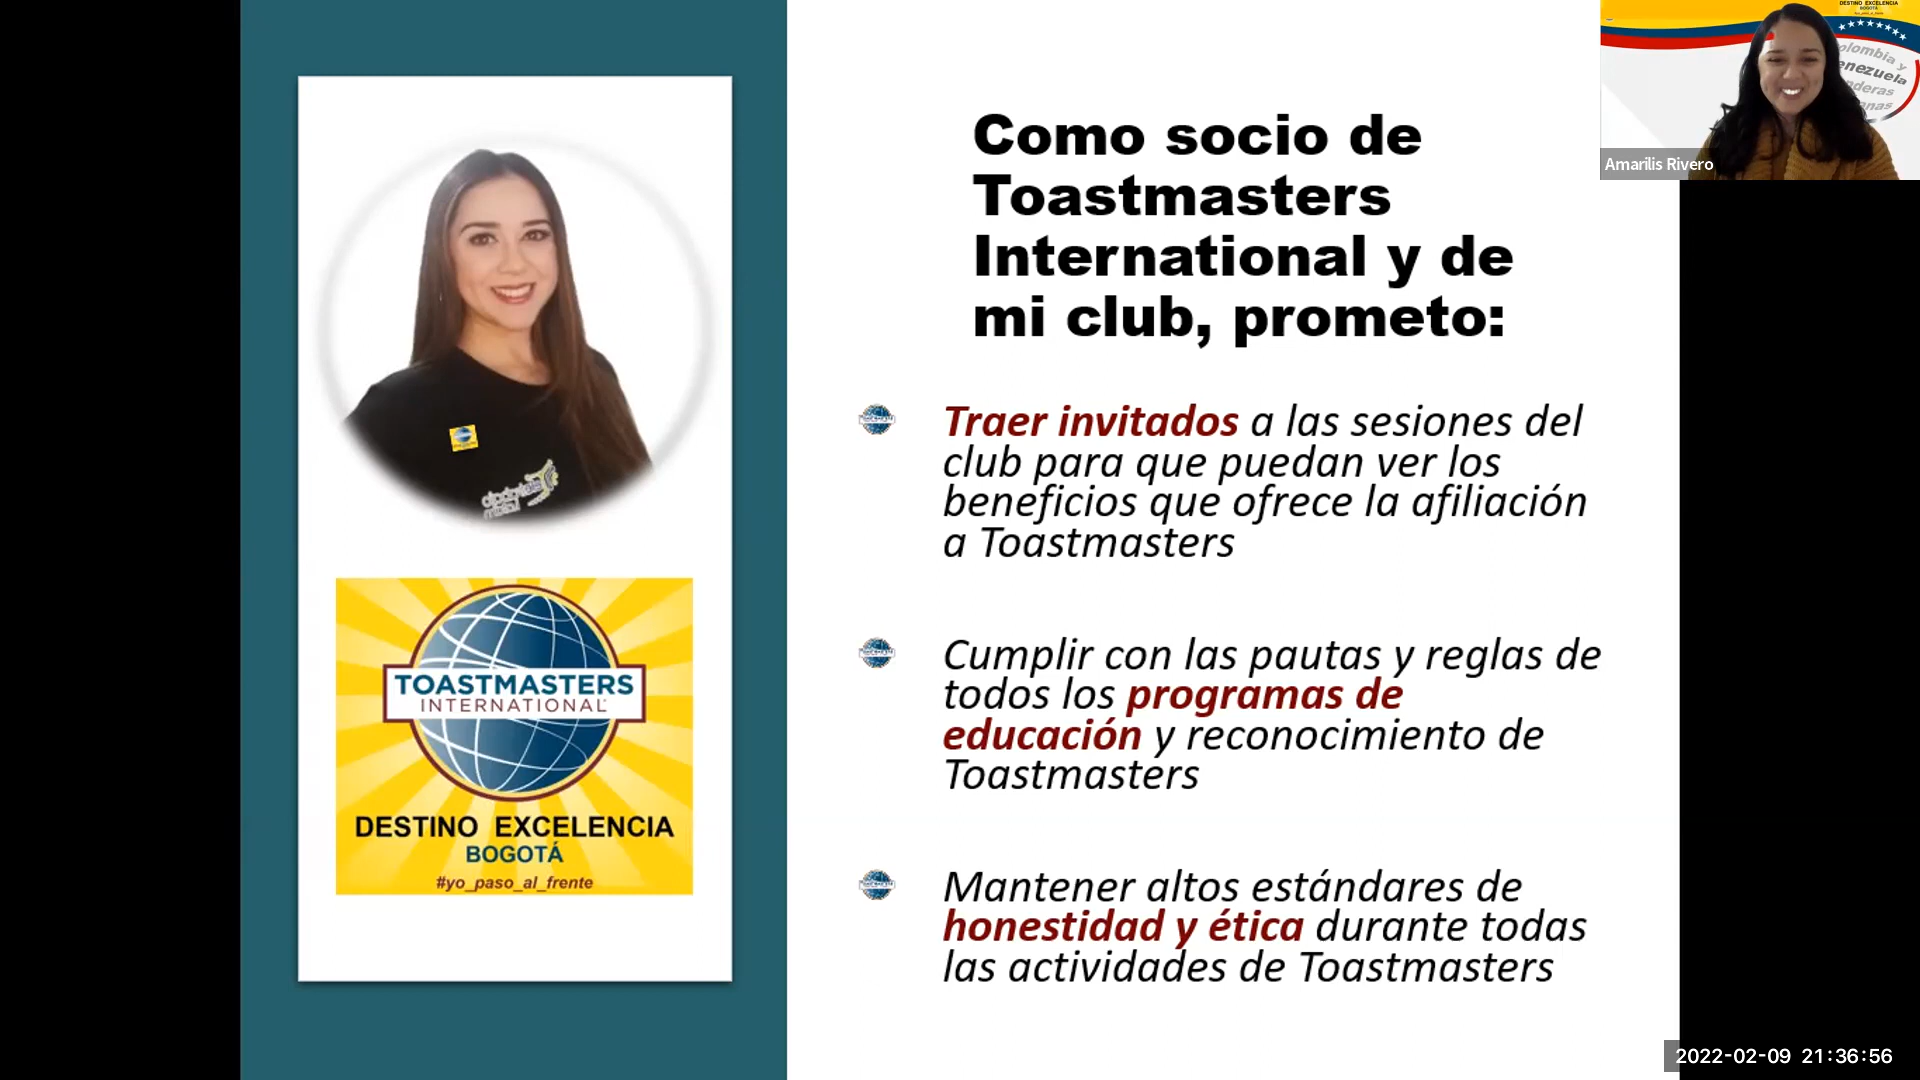 Como socio de
Toastmasters
International y de
mi club, prometo:
Traer invitados a las sesiones del
club para que puedan ver los
beneficios que ofrece la afiliación
a Toastmasters
Cumplir con las pautas y reglas de
todos los programas de
educación y reconocimiento de
Toastmasters
Mantener altos estándares de
honestidad y ética durante todas
las actividades de Toastmasters
TOASTMASTERS
INTERNATIONAL
DESTINO EXCELENCIA
BOGOTÁ
#yo_paso_al_frente
DESTINO EXCELENCIA
BOGOTÁ
Amarilis Rivero
2022-02-09 21:36:56